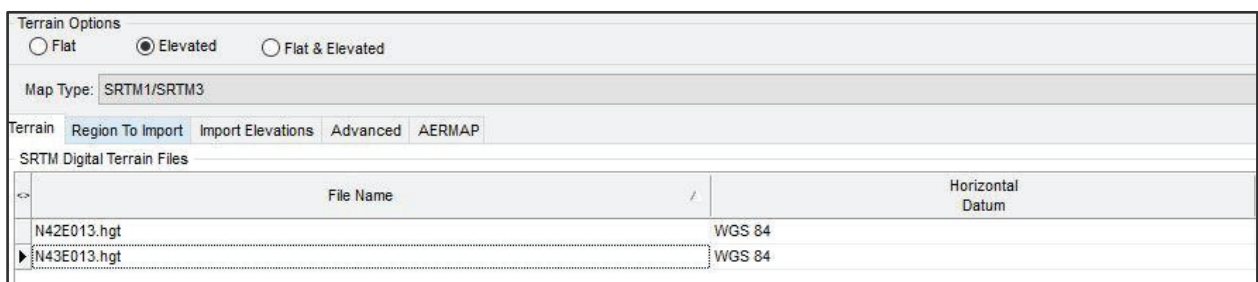 Terrain Options
Flat Elevated Flat & Elevated
Map Type: SRTM1/SRTM3
Terrain Region To Import Import Elevations Advanced AERMAP
SRTM Digital Terrain Files
<> File Name / Horizontal
Datum
N42E013.hgt WGS 84
N43E013.hgt WGS 84